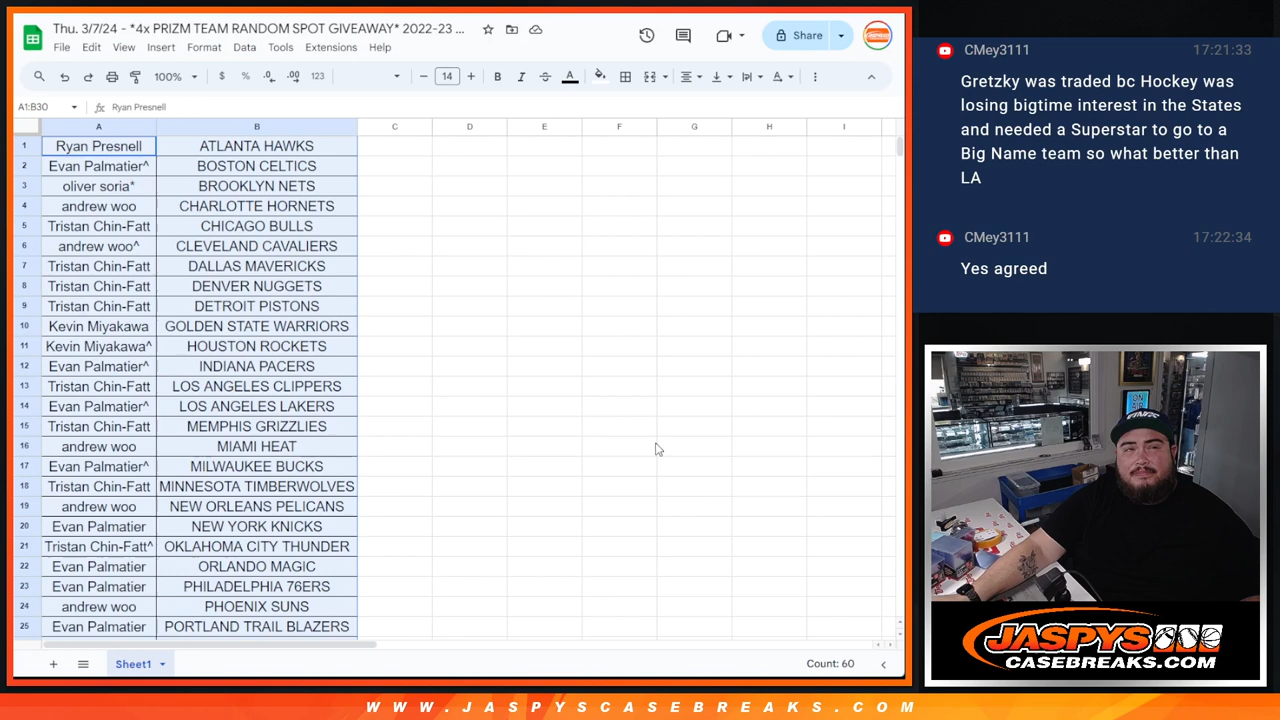 Thu. 3/7/24 - *4x PRIZM TEAM RANDOM SPOT GIVEAWAY* 2022-23 ...
File Edit View Insert Format Data Tools Extensions Help
Share
100% $ % .0 .00 123 14 B I A
A1:B30 fx Ryan Presnell
A B C D E F G H I
1 Ryan Presnell ATLANTA HAWKS
2 Evan Palmatier^ BOSTON CELTICS
3 oliver soria* BROOKLYN NETS
4 andrew woo CHARLOTTE HORNETS
5 Tristan Chin-Fatt CHICAGO BULLS
6 andrew woo^ CLEVELAND CAVALIERS
7 Tristan Chin-Fatt DALLAS MAVERICKS
8 Tristan Chin-Fatt DENVER NUGGETS
9 Tristan Chin-Fatt DETROIT PISTONS
10 Kevin Miyakawa GOLDEN STATE WARRIORS
11 Kevin Miyakawa^ HOUSTON ROCKETS
12 Evan Palmatier^ INDIANA PACERS
13 Tristan Chin-Fatt LOS ANGELES CLIPPERS
14 Evan Palmatier^ LOS ANGELES LAKERS
15 Tristan Chin-Fatt MEMPHIS GRIZZLIES
16 andrew woo MIAMI HEAT
17 Evan Palmatier^ MILWAUKEE BUCKS
18 Tristan Chin-Fatt MINNESOTA TIMBERWOLVES
19 andrew woo NEW ORLEANS PELICANS
20 Evan Palmatier NEW YORK KNICKS
21 Tristan Chin-Fatt^ OKLAHOMA CITY THUNDER
22 Evan Palmatier ORLANDO MAGIC
23 Evan Palmatier PHILADELPHIA 76ERS
24 andrew woo PHOENIX SUNS
25 Evan Palmatier PORTLAND TRAIL BLAZERS
Sheet1
Count: 60
CMey3111 17:21:33
Gretzky was traded bc Hockey was
losing bigtime interest in the States
and needed a Superstar to go to a
Big Name team so what better than
LA
CMey3111 17:22:34
Yes agreed
ON
AIR
JASPYS
CASEBREAKS.COM
WWW.JASPYSCASEBREAKS.COM